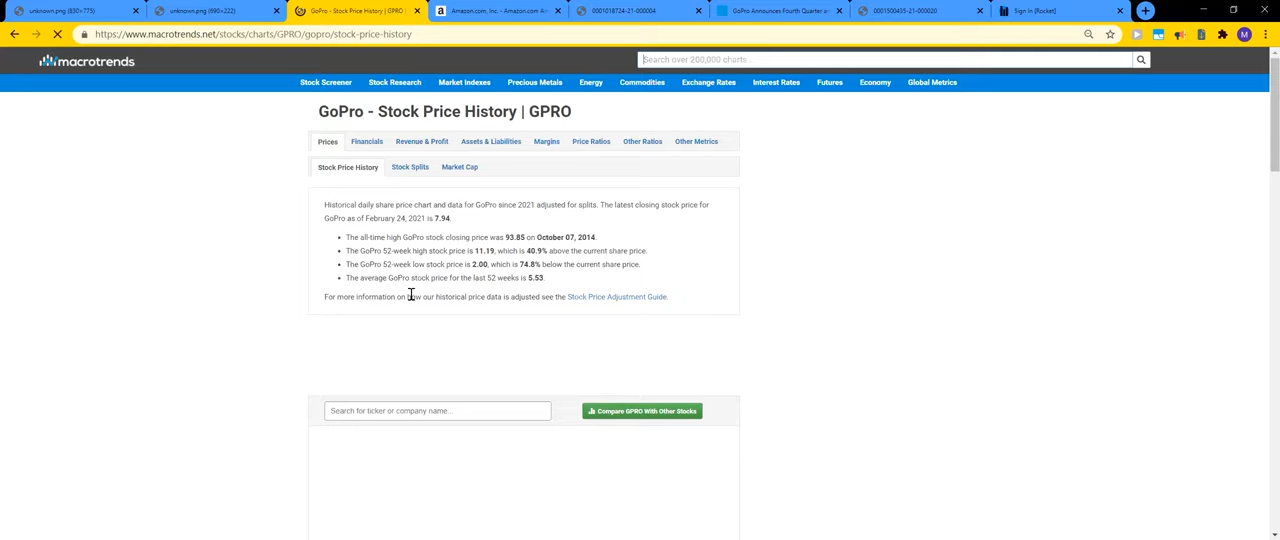 unknown.png (830×775)
unknown.png (690×222)
GoPro - Stock Price History | GPRO
Amazon.com, Inc. - Amazon.com An
0001018724-21-000004
GoPro Announces Fourth Quarter a
0001500435-21-000020
Sign In [Rocket]
https://www.macrotrends.net/stocks/charts/GPRO/gopro/stock-price-history
M
macrotrends
Search over 200,000 charts...
Stock Screener
Stock Research
Market Indexes
Precious Metals
Energy
Commodities
Exchange Rates
Interest Rates
Futures
Economy
Global Metrics
GoPro - Stock Price History | GPRO
Prices
Financials
Revenue & Profit
Assets & Liabilities
Margins
Price Ratios
Other Ratios
Other Metrics
Stock Price History
Stock Splits
Market Cap
Historical daily share price chart and data for GoPro since 2021 adjusted for splits. The latest closing stock price for
GoPro as of February 24, 2021 is 7.94.
• The all-time high GoPro stock closing price was 93.85 on October 07, 2014.
• The GoPro 52-week high stock price is 11.19, which is 40.9% above the current share price.
• The GoPro 52-week low stock price is 2.00, which is 74.8% below the current share price.
• The average GoPro stock price for the last 52 weeks is 5.53.
For more information on how our historical price data is adjusted see the Stock Price Adjustment Guide.
Search for ticker or company name...
Compare GPRO With Other Stocks